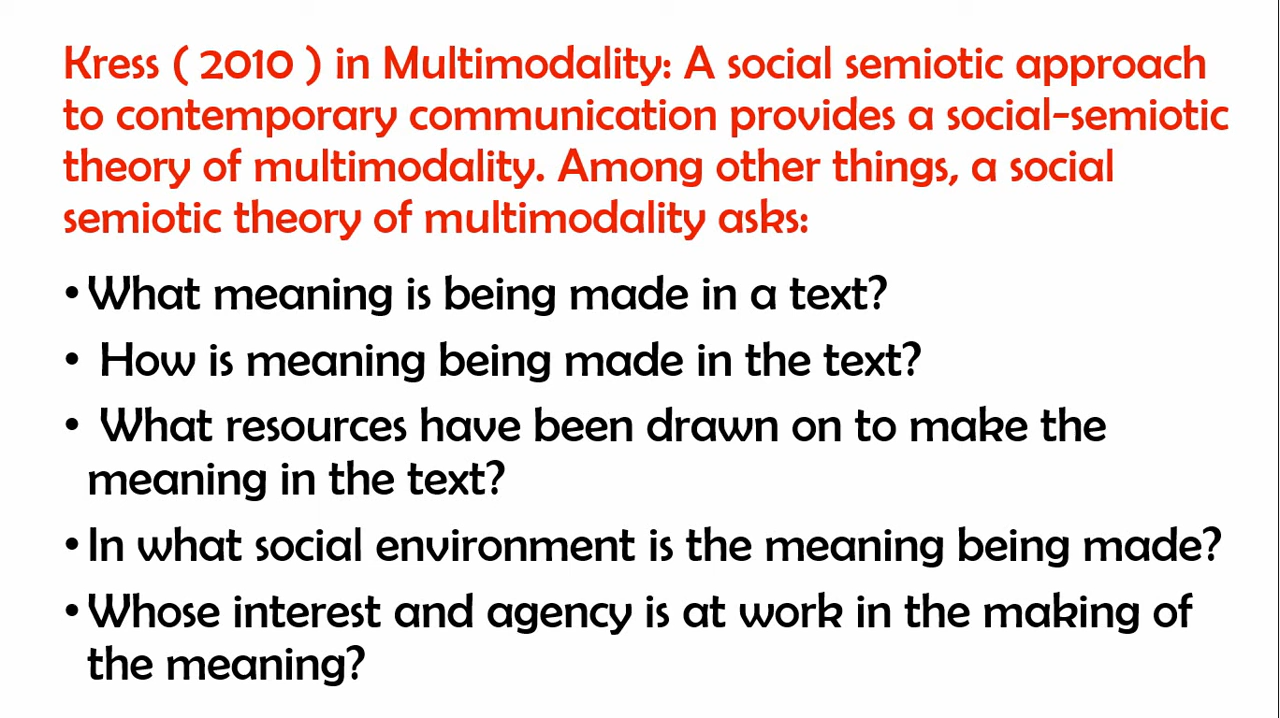 Kress ( 2010 ) in Multimodality: A social semiotic approach
to contemporary communication provides a social-semiotic
theory of multimodality. Among other things, a social
semiotic theory of multimodality asks:
• What meaning is being made in a text?
• How is meaning being made in the text?
• What resources have been drawn on to make the
meaning in the text?
• In what social environment is the meaning being made?
• Whose interest and agency is at work in the making of
the meaning?